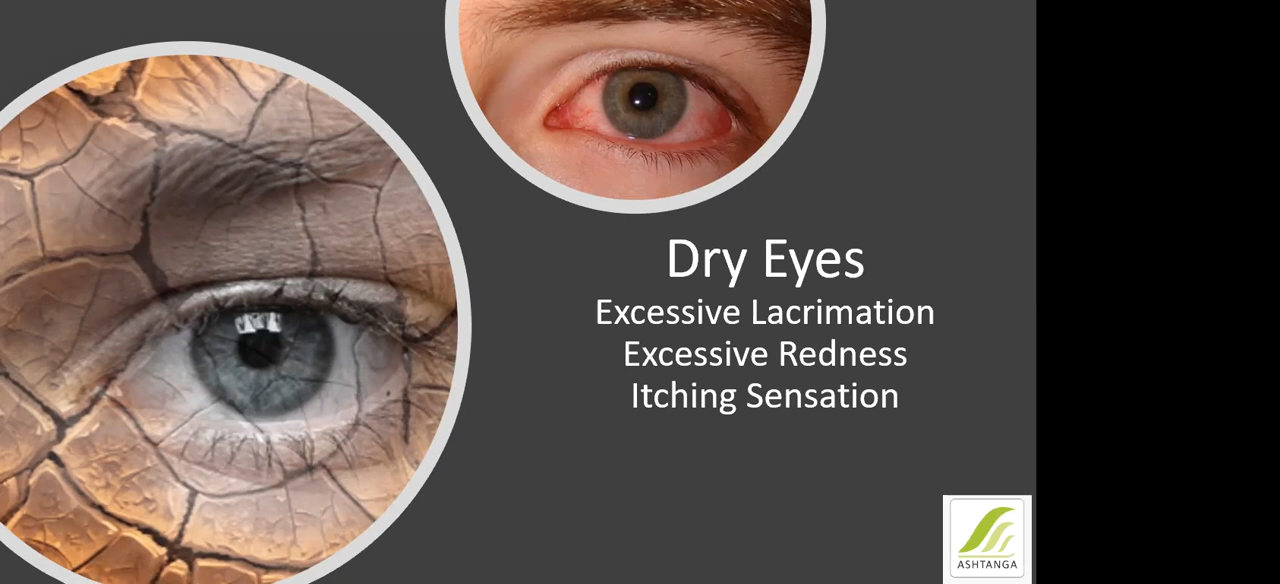 Dry Eyes
Excessive Lacrimation
Excessive Redness
Itching Sensation
ASHTANGA